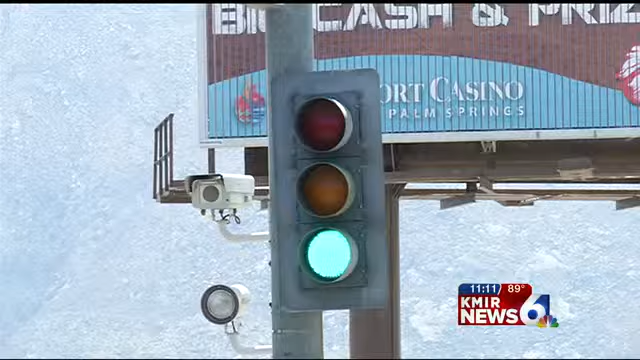 BIG CASH & PRIZ
ORT CASINO
PALM SPRINGS
11:11 89°
KMIR
NEWS 6